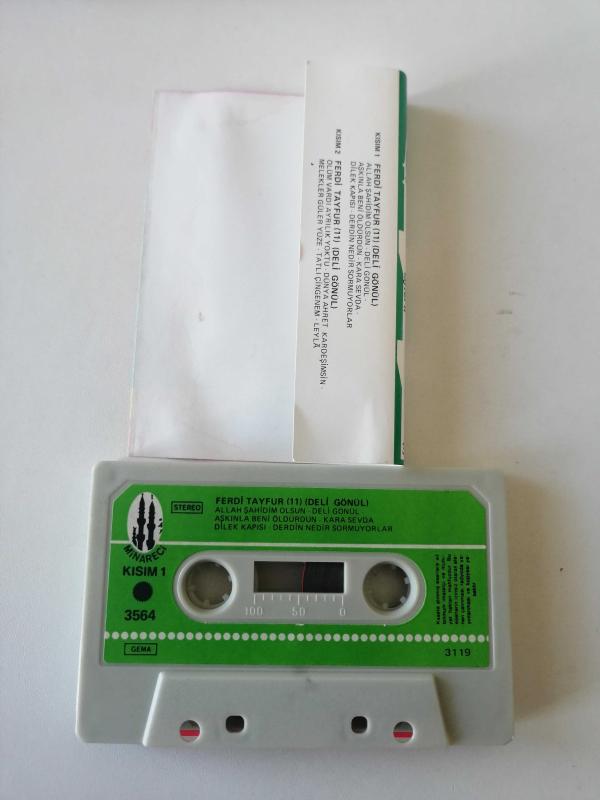 KISIM 1 FERDİ TAYFUR (11) (DELİ GÖNÜL)
ALLAH ŞAHİDİM OLSUN - DELİ GÖNÜL -
AŞKINLA BENİ ÖLDÜRDÜN - KARA SEVDA -
DİLEK KAPISI - DERDİN NEDİR SORMUYORLAR
KISIM 2 FERDİ TAYFUR (11) (DELİ GÖNÜL)
ÖLÜM VARDI AYRILIK YOKTU - DÜNYA AHRET KARDEŞİMSİN -
MELEKLER GÜLER YÜZE - TATLI ÇİNGENEM - LEYLÂ
STEREO
FERDİ TAYFUR (11) (DELİ GÖNÜL)
ALLAH ŞAHİDİM OLSUN - DELİ GÖNÜL
AŞKINLA BENİ ÖLDÜRDÜN - KARA SEVDA
DİLEK KAPISI - DERDİN NEDİR SORMUYORLAR
MİNARECİ
KISIM 1
3564
100 50 0
GEMA
3119